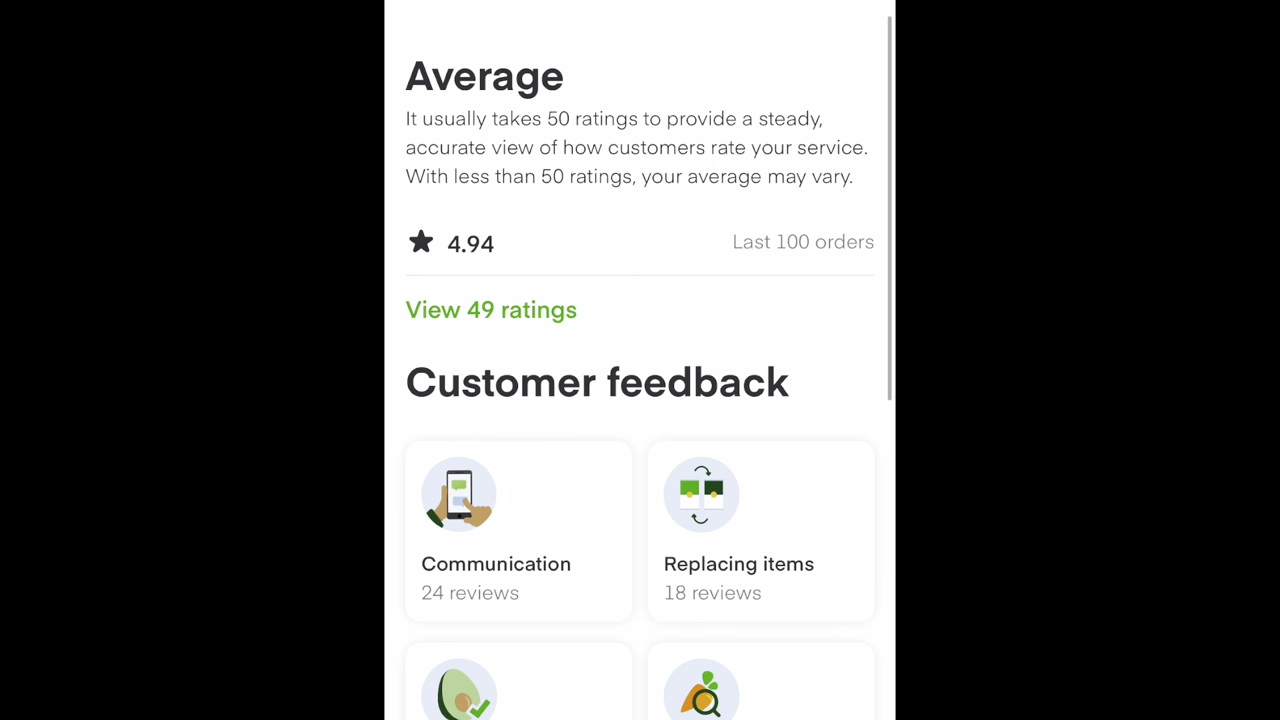 Average
It usually takes 50 ratings to provide a steady,
accurate view of how customers rate your service.
With less than 50 ratings, your average may vary.
4.94
Last 100 orders
View 49 ratings
Customer feedback
Communication
24 reviews
Replacing items
18 reviews